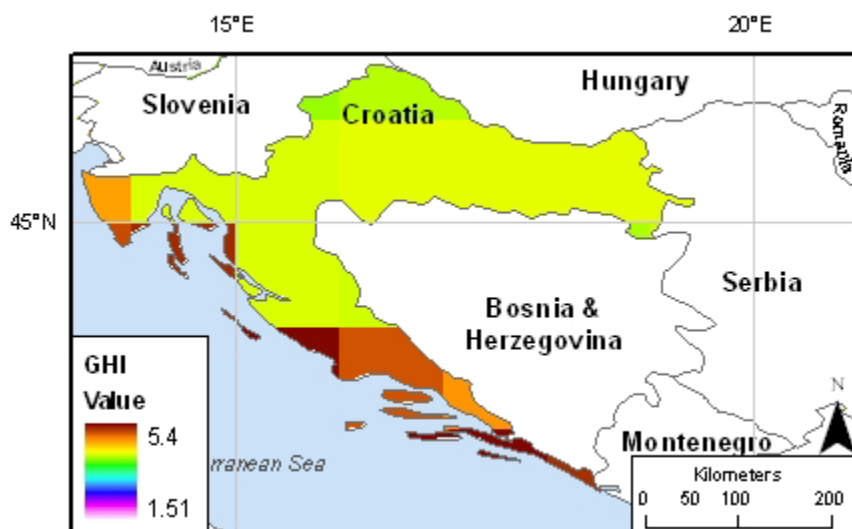 15°E 20°E
Austria
Hungary
Slovenia
Croatia
Romania
45°N
Serbia
Bosnia &
Herzegovina
GHI
Value
5.4
1.51
rranean Sea
N
Montenegro
Kilometers
0 50 100 200